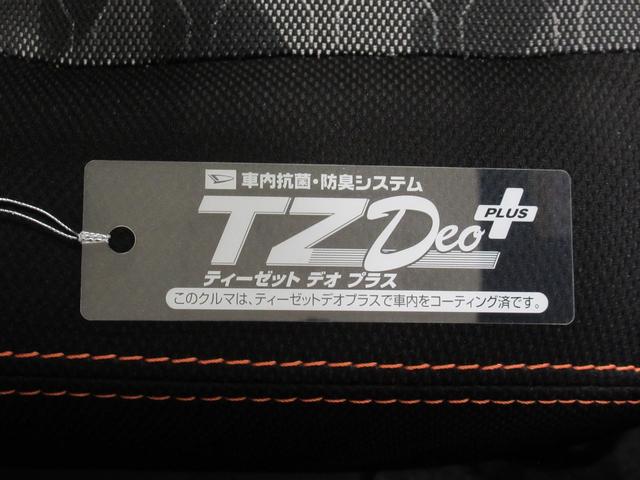 車内抗菌・防臭システム
TZ Deo PLUS
ティーゼット デオ プラス
このクルマは、ティーゼットデオプラスで車内をコーティング済です。